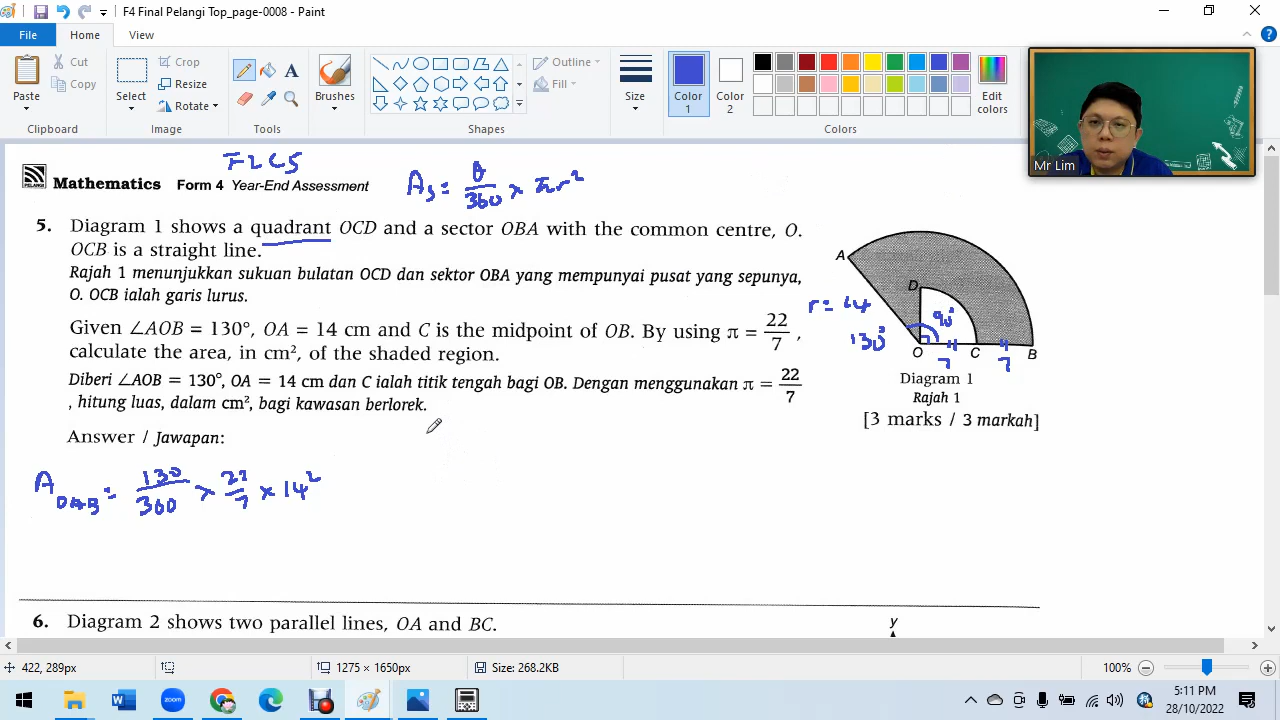 F4 Final Pelangi Top_page-0008 - Paint
File Home View
Paste Cut Copy Clipboard
Select Crop Resize Rotate Image
Tools
Brushes
Shapes
Outline Fill
Size
Color 1 Color 2 Edit colors Colors
Mr Lim
F2 C5
PELANGI Mathematics Form 4 Year-End Assessment
As = θ/360 × πr²
5. Diagram 1 shows a quadrant OCD and a sector OBA with the common centre, O.
OCB is a straight line.
Rajah 1 menunjukkan sukuan bulatan OCD dan sektor OBA yang mempunyai pusat yang sepunya,
O. OCB ialah garis lurus.
Given ∠AOB = 130°, OA = 14 cm and C is the midpoint of OB. By using π = 22/7,
calculate the area, in cm², of the shaded region.
Diberi ∠AOB = 130°, OA = 14 cm dan C ialah titik tengah bagi OB. Dengan menggunakan π = 22/7
, hitung luas, dalam cm², bagi kawasan berlorek.
Answer / Jawapan:
A OAB = 130/360 × 22/7 × 14²
A
D
r = 14
90°
130°
O C B
7 7
Diagram 1
Rajah 1
[3 marks / 3 markah]
6. Diagram 2 shows two parallel lines, OA and BC.
y
422, 289px 1275 × 1650px Size: 268.2KB 100%
zoom
5:11 PM
28/10/2022